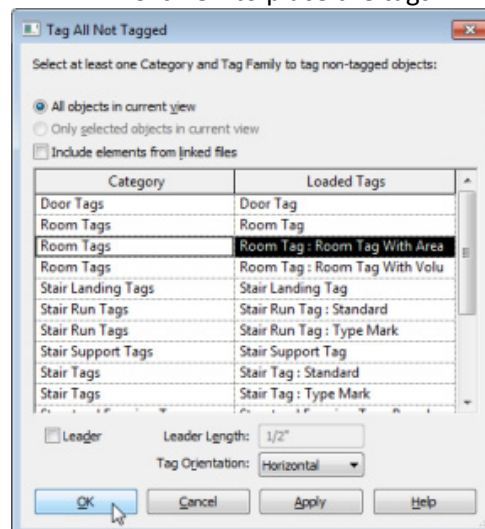 Tag All Not Tagged
Select at least one Category and Tag Family to tag non-tagged objects:
All objects in current view
Only selected objects in current view
Include elements from linked files
Category Loaded Tags
Door Tags Door Tag
Room Tags Room Tag
Room Tags Room Tag : Room Tag With Area
Room Tags Room Tag : Room Tag With Volu
Stair Landing Tags Stair Landing Tag
Stair Run Tags Stair Run Tag : Standard
Stair Run Tags Stair Run Tag : Type Mark
Stair Support Tags Stair Support Tag
Stair Tags Stair Tag : Standard
Stair Tags Stair Tag : Type Mark
Leader Leader Length: 1/2"
Tag Orientation: Horizontal
OK Cancel Apply Help